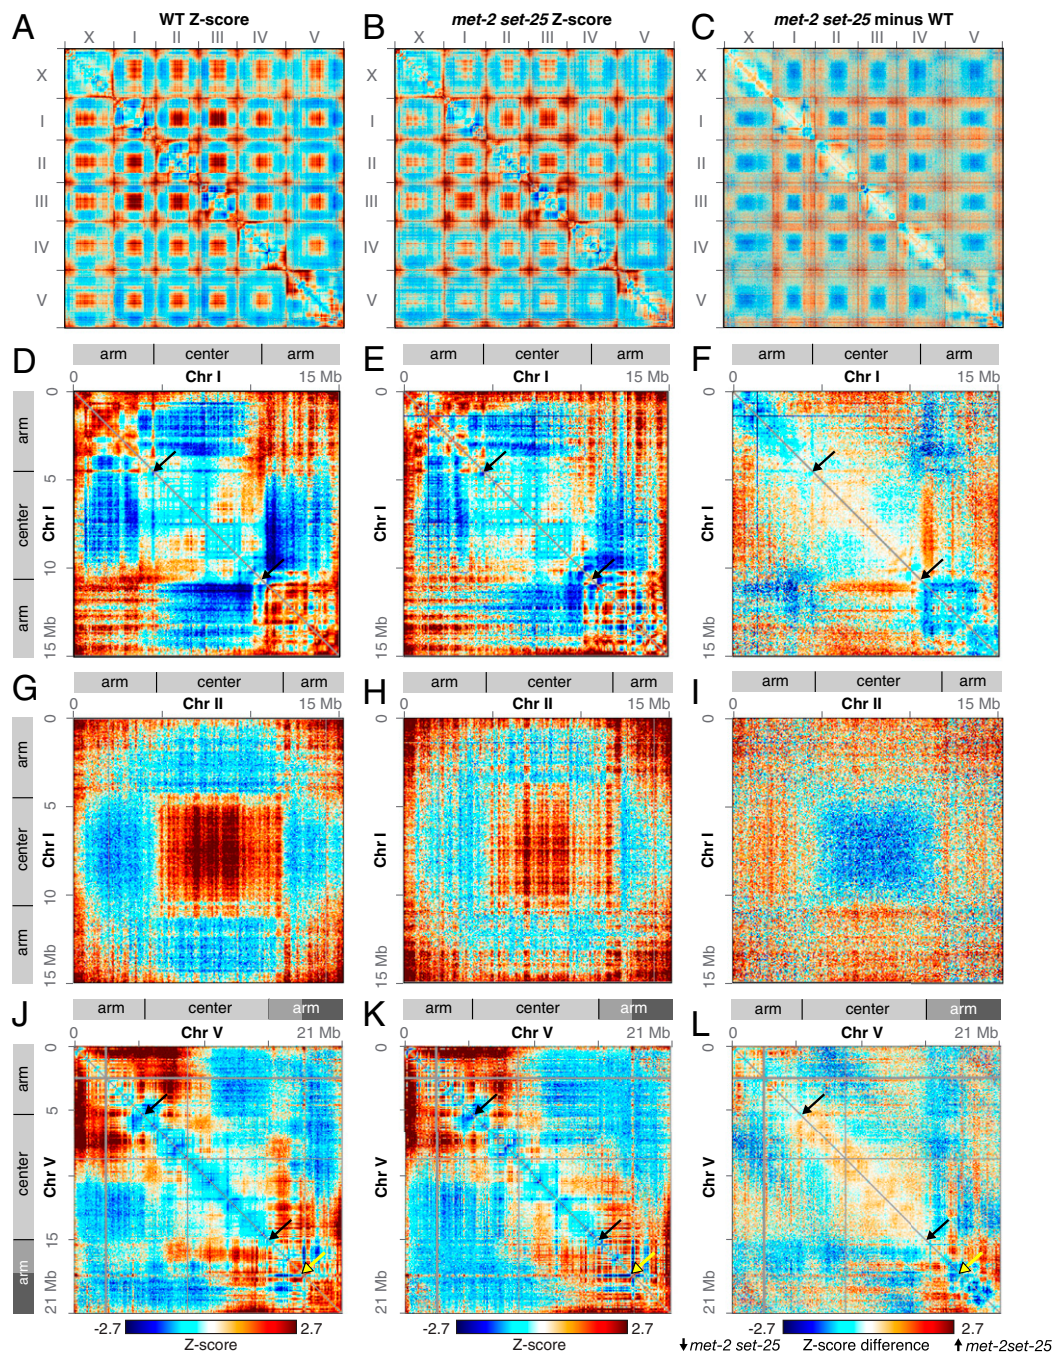 A WT Z-score
X I II III IV V
X
I
II
III
IV
V
B met-2 set-25 Z-score
X I II III IV V
C met-2 set-25 minus WT
X I II III IV V
D arm center arm
Chr I
0 15 Mb
arm center arm
Chr I
0 5 10 15 Mb
E arm center arm
Chr I
0 15 Mb
Chr I
0 5 10 15 Mb
F arm center arm
Chr I
0 15 Mb
Chr I
0 5 10 15 Mb
G arm center arm
Chr II
0 15 Mb
arm center arm
Chr I
0 5 10 15 Mb
H arm center arm
Chr II
0 15 Mb
Chr I
0 5 10 15 Mb
I arm center arm
Chr II
0 15 Mb
Chr I
0 5 10 15 Mb
J arm center arm
Chr V
0 21 Mb
arm center arm
Chr V
0 5 10 15 21 Mb
K arm center arm
Chr V
0 21 Mb
Chr V
0 5 10 15 21 Mb
L arm center arm
Chr V
0 21 Mb
Chr V
0 5 10 15 21 Mb
-2.7 2.7
Z-score
-2.7 2.7
Z-score
-2.7 2.7
↓met-2 set-25 Z-score difference ↑met-2set-25